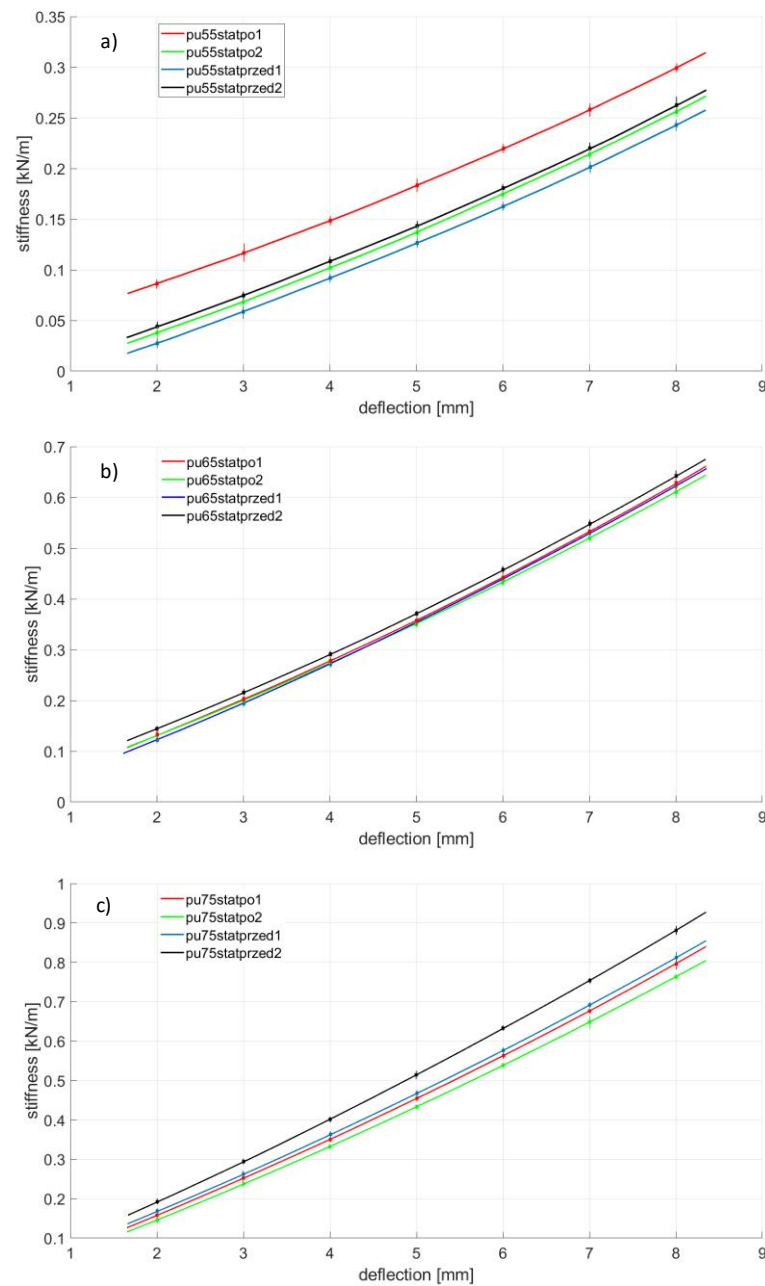 a)
pu55statpo1
pu55statpo2
pu55statprzed1
pu55statprzed2
0.35
0.3
0.25
0.2
0.15
0.1
0.05
0
stiffness [kN/m]
1 2 3 4 5 6 7 8 9
deflection [mm]
b)
pu65statpo1
pu65statpo2
pu65statprzed1
pu65statprzed2
0.7
0.6
0.5
0.4
0.3
0.2
0.1
0
stiffness [kN/m]
1 2 3 4 5 6 7 8 9
deflection [mm]
c)
pu75statpo1
pu75statpo2
pu75statprzed1
pu75statprzed2
1
0.9
0.8
0.7
0.6
0.5
0.4
0.3
0.2
0.1
stiffness [kN/m]
1 2 3 4 5 6 7 8 9
deflection [mm]